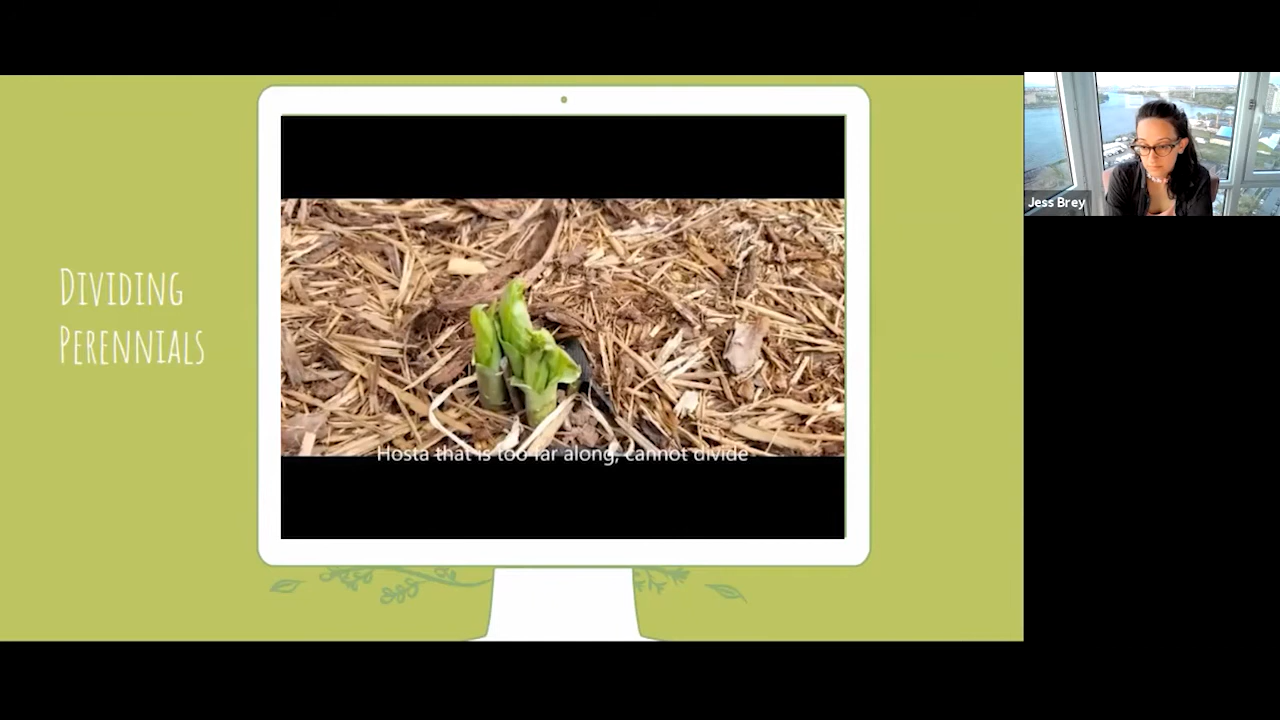 Dividing
Perennials
Hosta that is too far along, cannot divide
Jess Brey